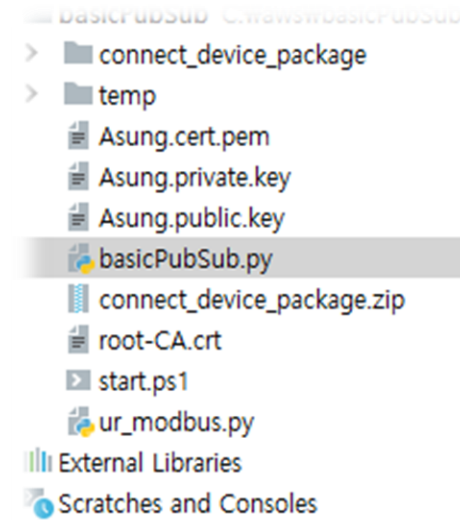 basicPubSub
connect_device_package
temp
Asung.cert.pem
Asung.private.key
Asung.public.key
basicPubSub.py
connect_device_package.zip
root-CA.crt
start.ps1
ur_modbus.py
External Libraries
Scratches and Consoles